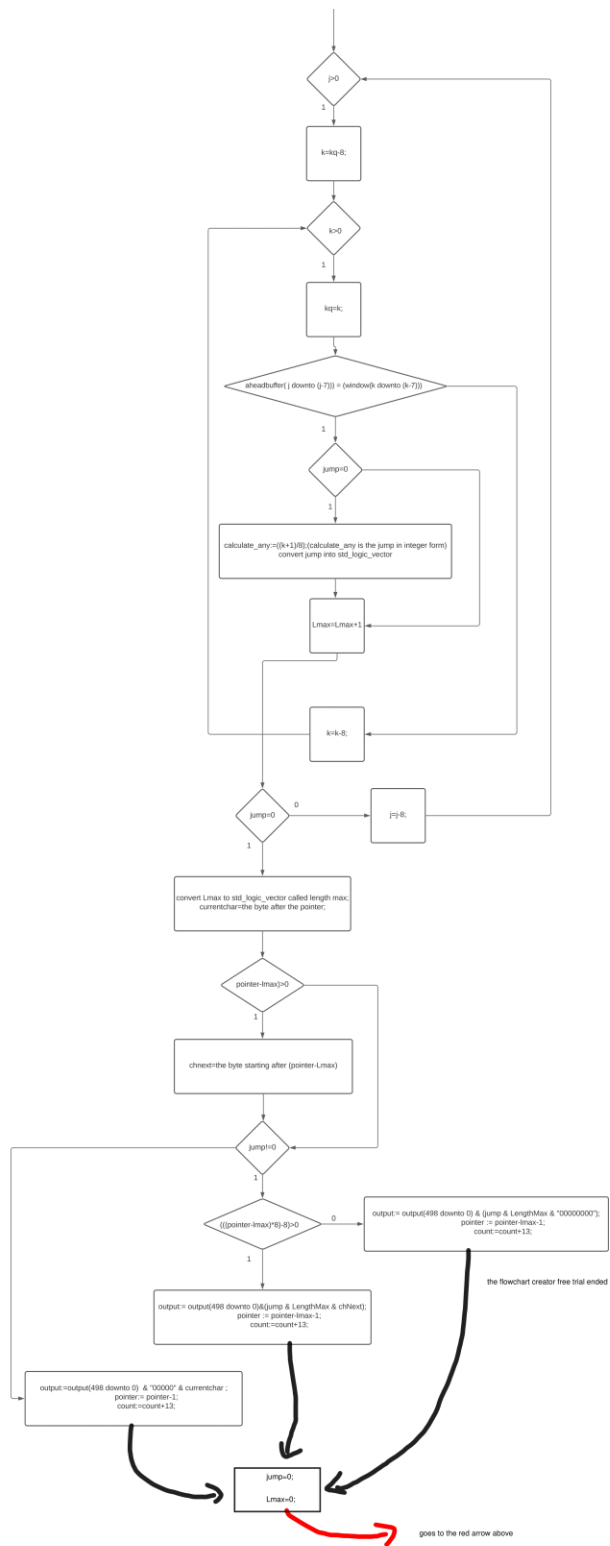 j>0
1
k=kq-8;
k>0
1
kq=k;
aheadbuffer( j downto (j-7))) = (window(k downto (k-7)))
1
jump=0
1
calculate_any:=((k+1)/8);(calculate_any is the jump in integer form)
convert jump into std_logic_vector
Lmax=Lmax+1
k=k-8;
jump=0
0
j=j-8;
1
convert Lmax to std_logic_vector called length max;
currentchar=the byte after the pointer;
pointer-lmax)>0
1
chnext=the byte starting after (pointer-Lmax)
jump!=0
1
(((pointer-lmax)*8)-8)>0
0
output:= output(498 downto 0) & (jump & LengthMax & "00000000");
pointer := pointer-lmax-1;
count:=count+13;
1
the flowchart creator free trial ended
output:= output(498 downto 0)&(jump & LengthMax & chNext);
pointer := pointer-lmax-1;
count:=count+13;
output:=output(498 downto 0) & "00000" & currentchar ;
pointer:= pointer-1;
count:=count+13;
jump=0;
Lmax=0;
goes to the red arrow above